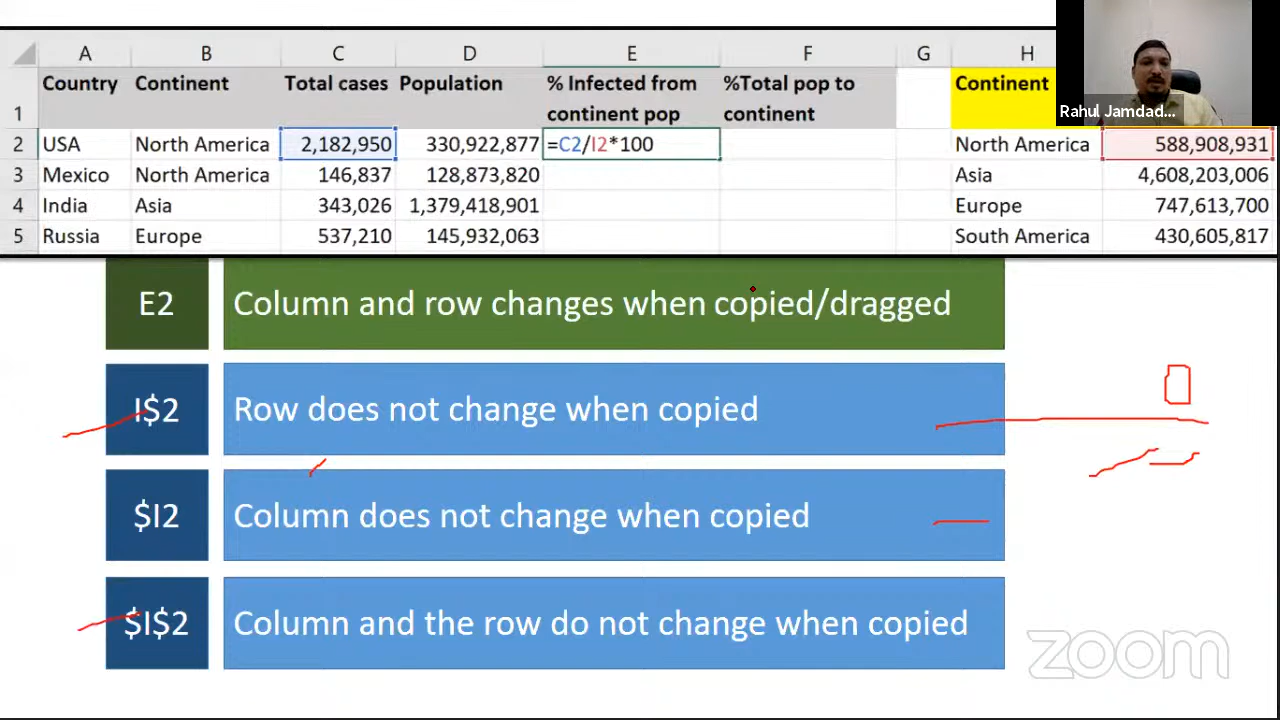 A B C D E F G H
Country Continent Total cases Population % Infected from continent pop %Total pop to continent Continent
Rahul Jamdad...
1
2 USA North America 2,182,950 330,922,877 =C2/I2*100 North America 588,908,931
3 Mexico North America 146,837 128,873,820 Asia 4,608,203,006
4 India Asia 343,026 1,379,418,901 Europe 747,613,700
5 Russia Europe 537,210 145,932,063 South America 430,605,817
E2 Column and row changes when copied/dragged
I$2 Row does not change when copied
$I2 Column does not change when copied
$I$2 Column and the row do not change when copied
zoom